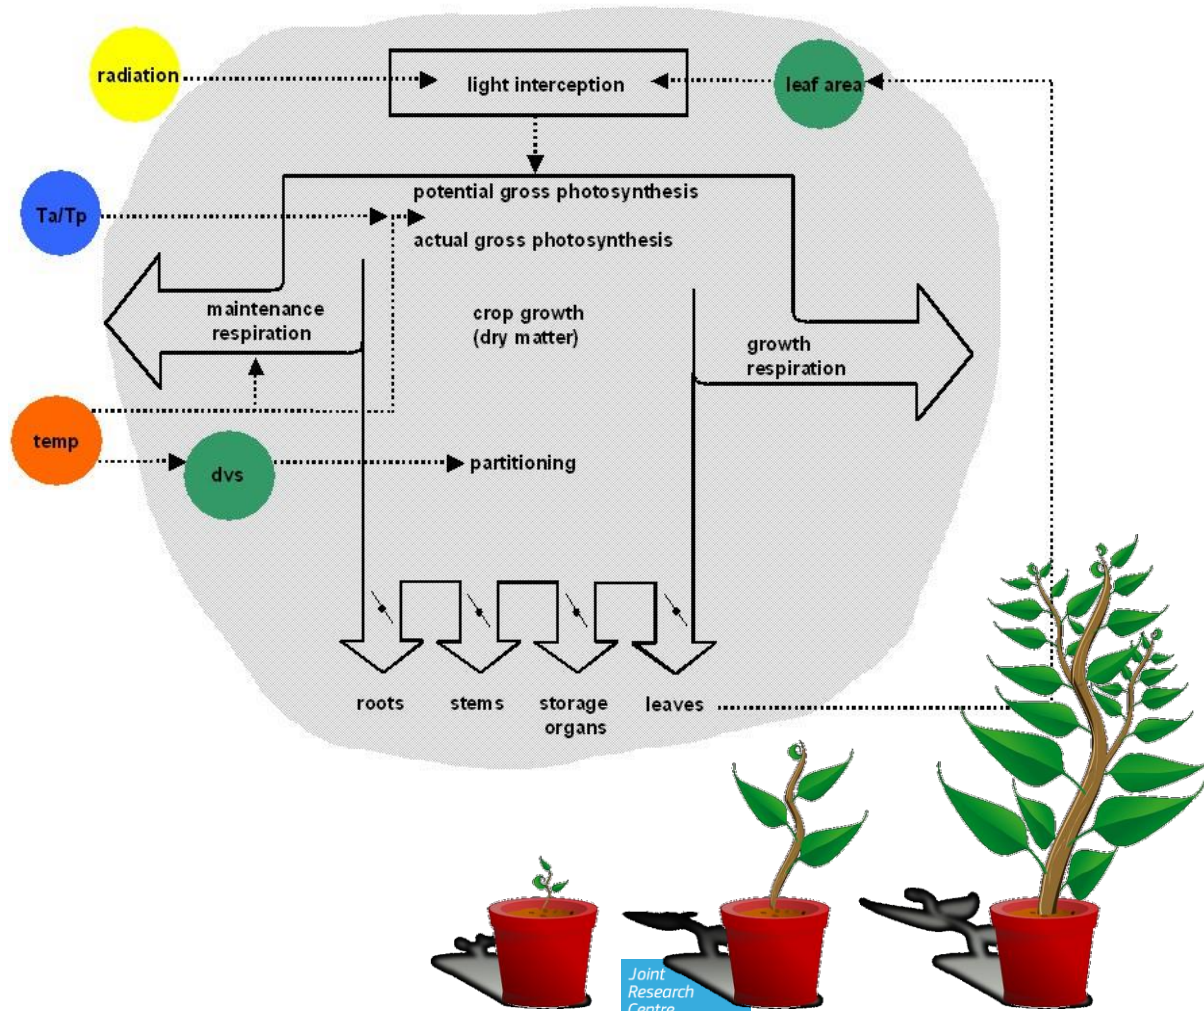 radiation
light interception
leaf area
potential gross photosynthesis
Ta/Tp
actual gross photosynthesis
maintenance
respiration
crop growth
(dry matter)
growth
respiration
temp
dvs
partitioning
roots
stems
storage
organs
leaves
Joint
Research
Centre